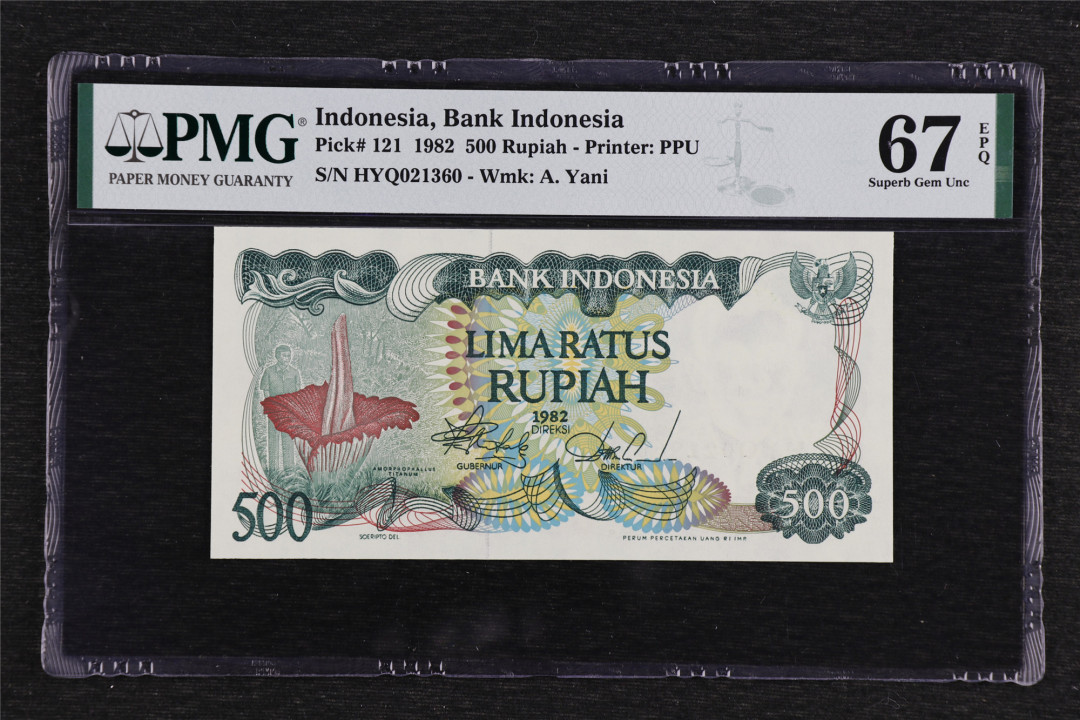 PMG®
PAPER MONEY GUARANTY
Indonesia, Bank Indonesia
Pick# 121 1982 500 Rupiah - Printer: PPU
S/N HYQ021360 - Wmk: A. Yani
67
EPQ
Superb Gem Unc
BANK INDONESIA
LIMA RATUS
RUPIAH
1982
DIREKSI
GUBERNUR
DIREKTUR
AMORPHOPHALLUS
TITANUM
500
500
SOERIPTO DEL.
PERUM PERCETAKAN UANG RI IMP.